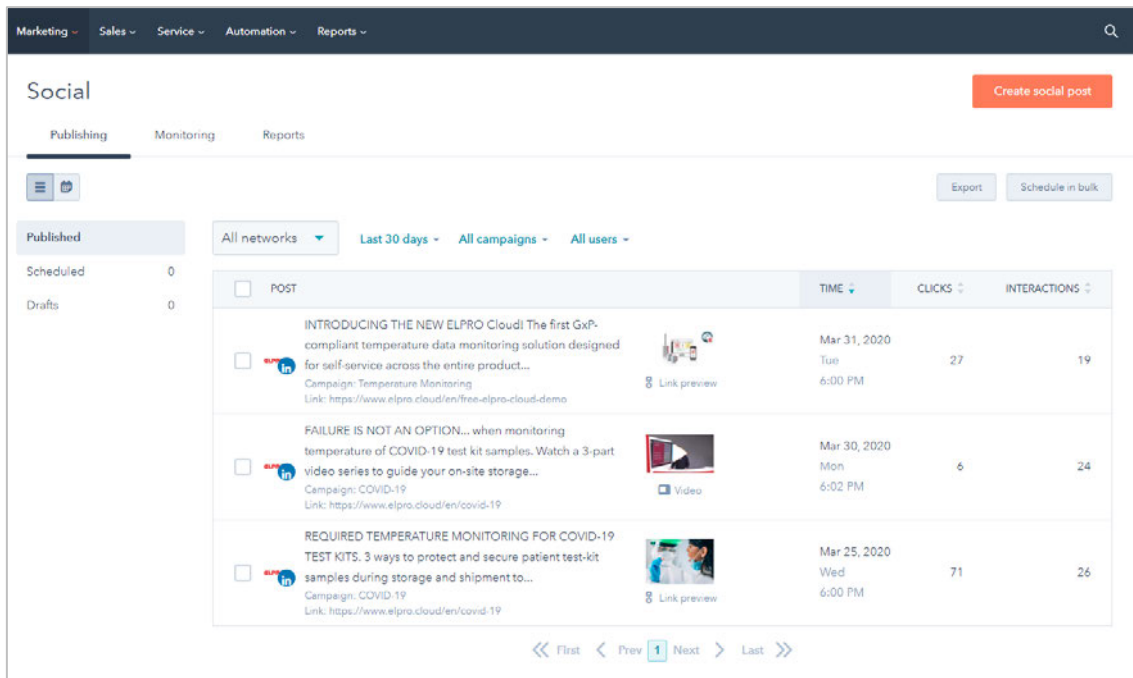 Marketing Sales Service Automation Reports
Social
Create social post
Publishing Monitoring Reports
Export Schedule in bulk
Published
Scheduled 0
Drafts 0
All networks Last 30 days All campaigns All users
POST TIME CLICKS INTERACTIONS
INTRODUCING THE NEW ELPRO Cloud! The first GxP-
compliant temperature data monitoring solution designed
for self-service across the entire product...
Campaign: Temperature Monitoring
Link: https://www.elpro.cloud/en/free-elpro-cloud-demo
ELPRO in
Link preview
Mar 31, 2020
Tue
6:00 PM
27
19
FAILURE IS NOT AN OPTION... when monitoring
temperature of COVID-19 test kit samples. Watch a 3-part
video series to guide your on-site storage...
Campaign: COVID-19
Link: https://www.elpro.cloud/en/covid-19
ELPRO in
Video
Mar 30, 2020
Mon
6:02 PM
6
24
REQUIRED TEMPERATURE MONITORING FOR COVID-19
TEST KITS. 3 ways to protect and secure patient test-kit
samples during storage and shipment to...
Campaign: COVID-19
Link: https://www.elpro.cloud/en/covid-19
ELPRO in
Link preview
Mar 25, 2020
Wed
6:00 PM
71
26
First Prev 1 Next Last